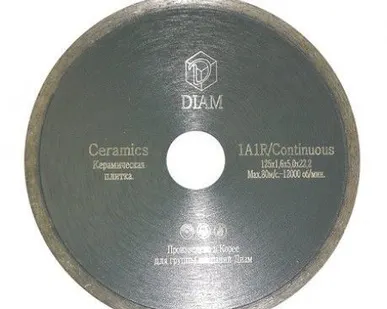 DIAM
Ceramics
Керамическая
плитка.
1A1R/Continuous
125x1,6x5,0x22,2
Max.80м/с.-12000 об/мин.
Произведено в Корее
для группы компаний Диам